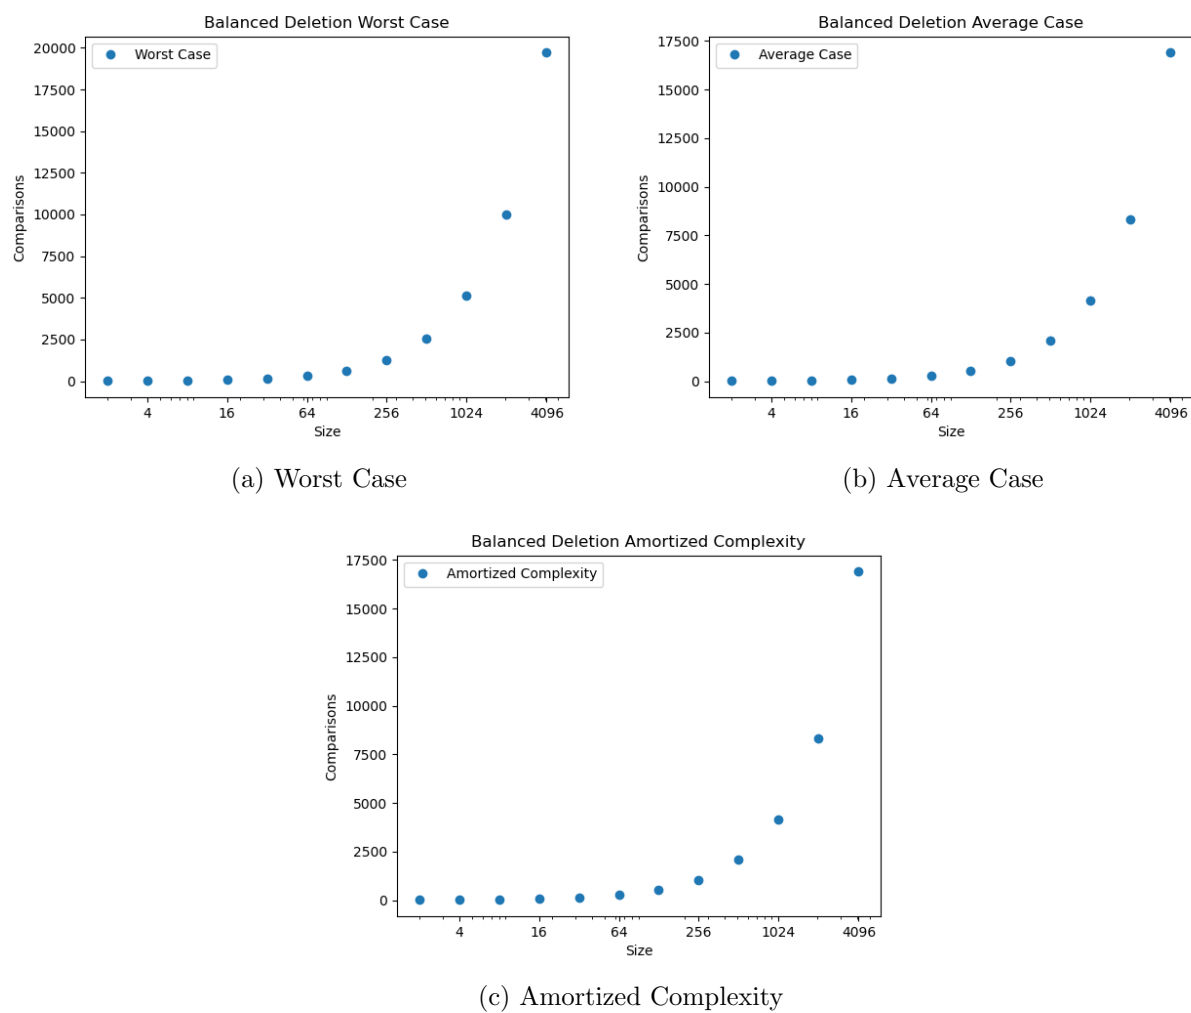 Balanced Deletion Worst Case
Worst Case
20000
17500
15000
12500
10000
7500
5000
2500
0
Comparisons
4 16 64 256 1024 4096
Size
(a) Worst Case
Balanced Deletion Average Case
Average Case
17500
15000
12500
10000
7500
5000
2500
0
Comparisons
4 16 64 256 1024 4096
Size
(b) Average Case
Balanced Deletion Amortized Complexity
Amortized Complexity
17500
15000
12500
10000
7500
5000
2500
0
Comparisons
4 16 64 256 1024 4096
Size
(c) Amortized Complexity